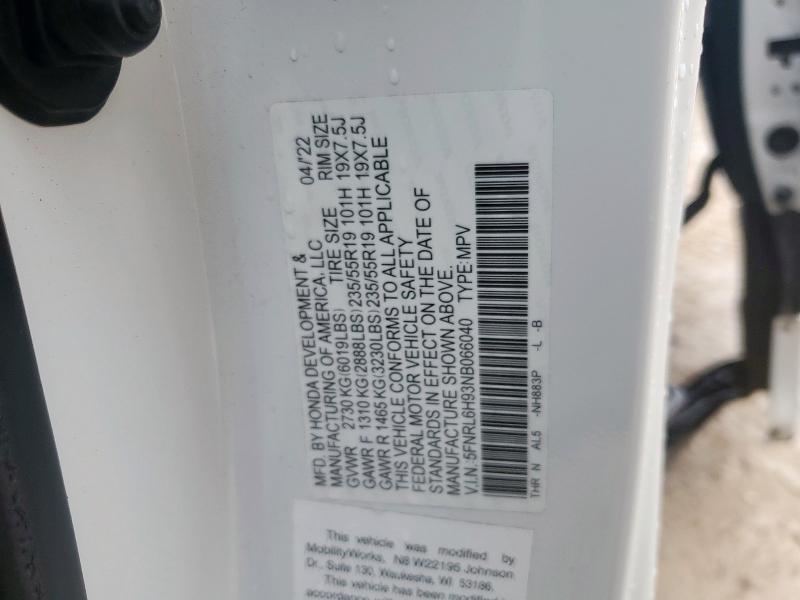 MFD. BY HONDA DEVELOPMENT & 04/'22
MANUFACTURING OF AMERICA, LLC
TIRE SIZE RIM SIZE
GVWR 2730 KG(6019LBS)
GAWR F 1310 KG(2888LBS)235/55R19 101H 19X7.5J
GAWR R 1465 KG(3230LBS)235/55R19 101H 19X7.5J
THIS VEHICLE CONFORMS TO ALL APPLICABLE
FEDERAL MOTOR VEHICLE SAFETY
STANDARDS IN EFFECT ON THE DATE OF
MANUFACTURE SHOWN ABOVE.
V.I.N.:5FNRL6H93NB066040 TYPE:MPV
THR N AL5 -NH883P -L -B
This vehicle was modified by
MobilityWorks, N8 W22195 Johnson
Dr., Suite 130, Waukesha, WI. 53186.
This vehicle has been modified in